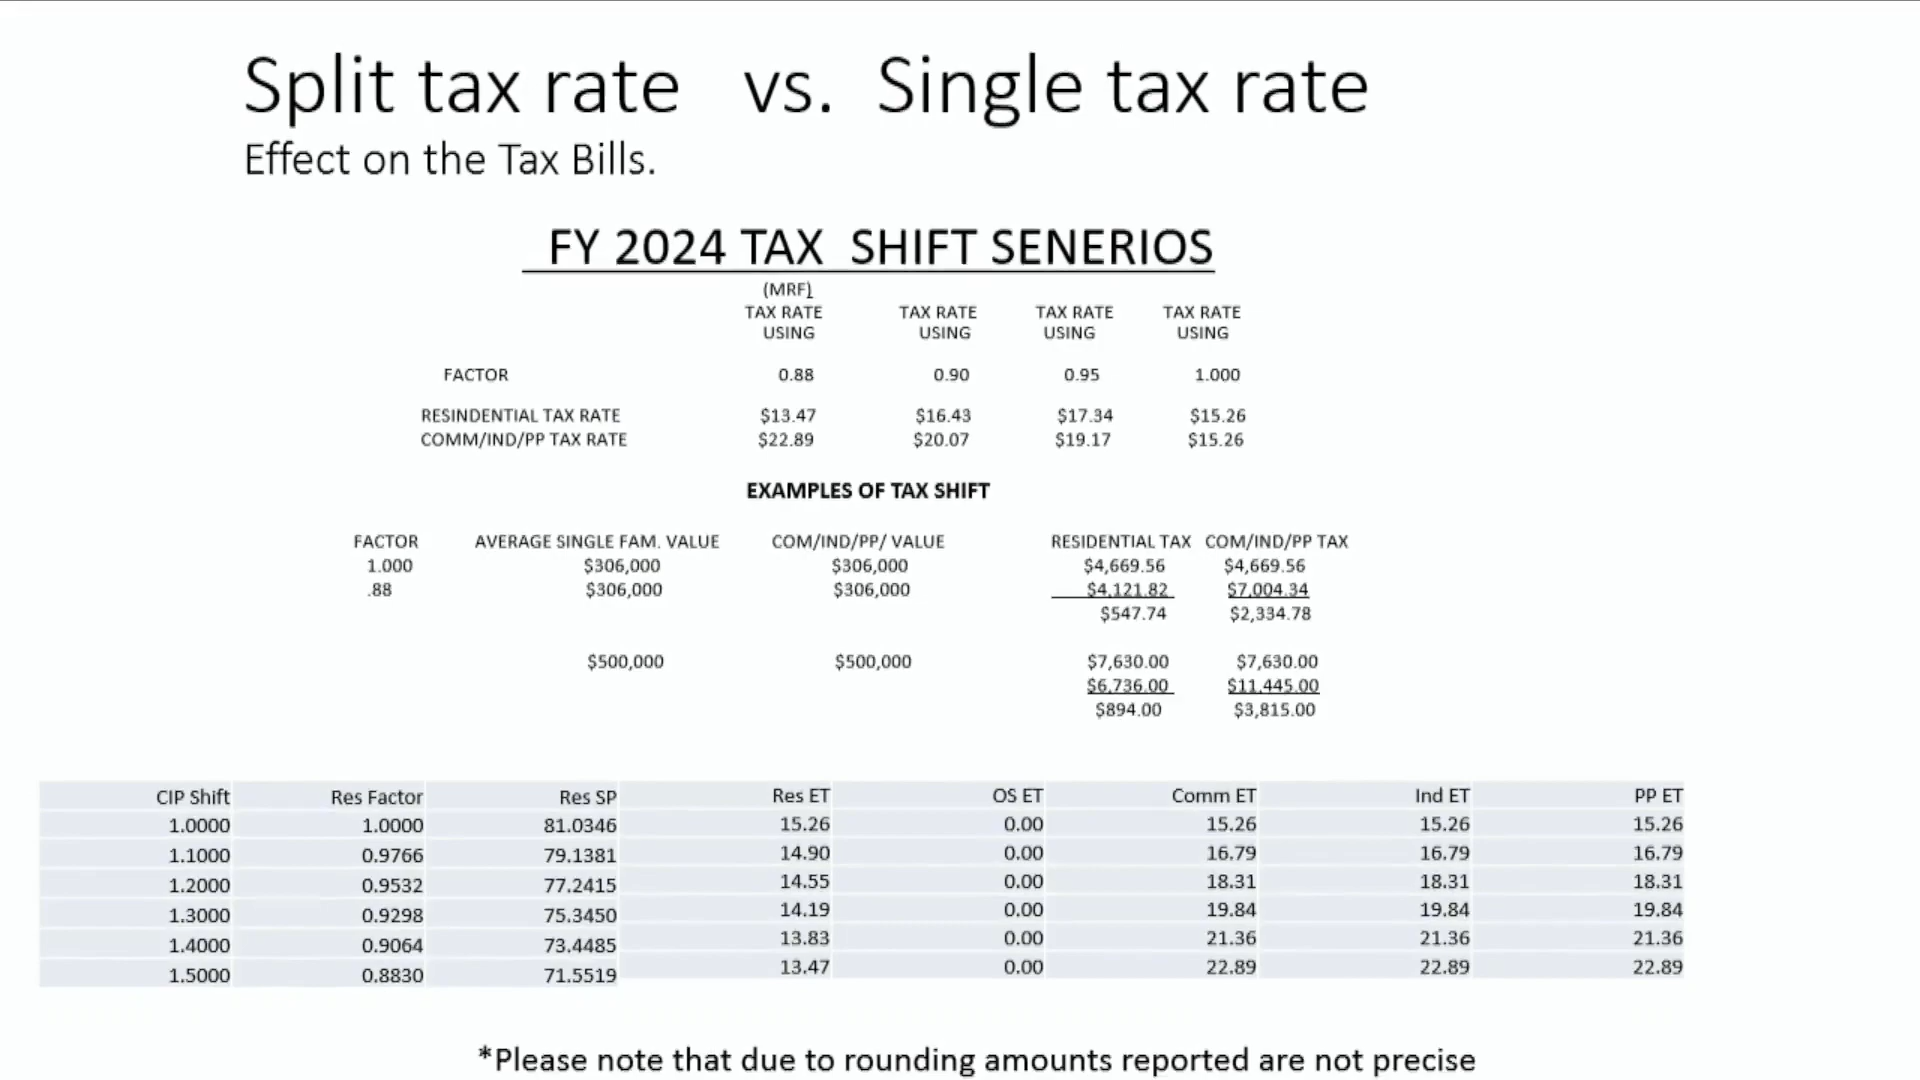 Split tax rate vs. Single tax rate
Effect on the Tax Bills.
FY 2024 TAX SHIFT SENERIOS
(MRF)
TAX RATE TAX RATE TAX RATE TAX RATE
USING USING USING USING
FACTOR 0.88 0.90 0.95 1.000
RESINDENTIAL TAX RATE $13.47 $16.43 $17.34 $15.26
COMM/IND/PP TAX RATE $22.89 $20.07 $19.17 $15.26
EXAMPLES OF TAX SHIFT
FACTOR AVERAGE SINGLE FAM. VALUE COM/IND/PP/ VALUE RESIDENTIAL TAX COM/IND/PP TAX
1.000 $306,000 $306,000 $4,669.56 $4,669.56
.88 $306,000 $306,000 $4,121.82 $7,004.34
$547.74 $2,334.78
$500,000 $500,000 $7,630.00 $7,630.00
$6,736.00 $11,445.00
$894.00 $3,815.00
CIP Shift Res Factor Res SP Res ET OS ET Comm ET Ind ET PP ET
1.0000 1.0000 81.0346 15.26 0.00 15.26 15.26 15.26
1.1000 0.9766 79.1381 14.90 0.00 16.79 16.79 16.79
1.2000 0.9532 77.2415 14.55 0.00 18.31 18.31 18.31
1.3000 0.9298 75.3450 14.19 0.00 19.84 19.84 19.84
1.4000 0.9064 73.4485 13.83 0.00 21.36 21.36 21.36
1.5000 0.8830 71.5519 13.47 0.00 22.89 22.89 22.89
*Please note that due to rounding amounts reported are not precise